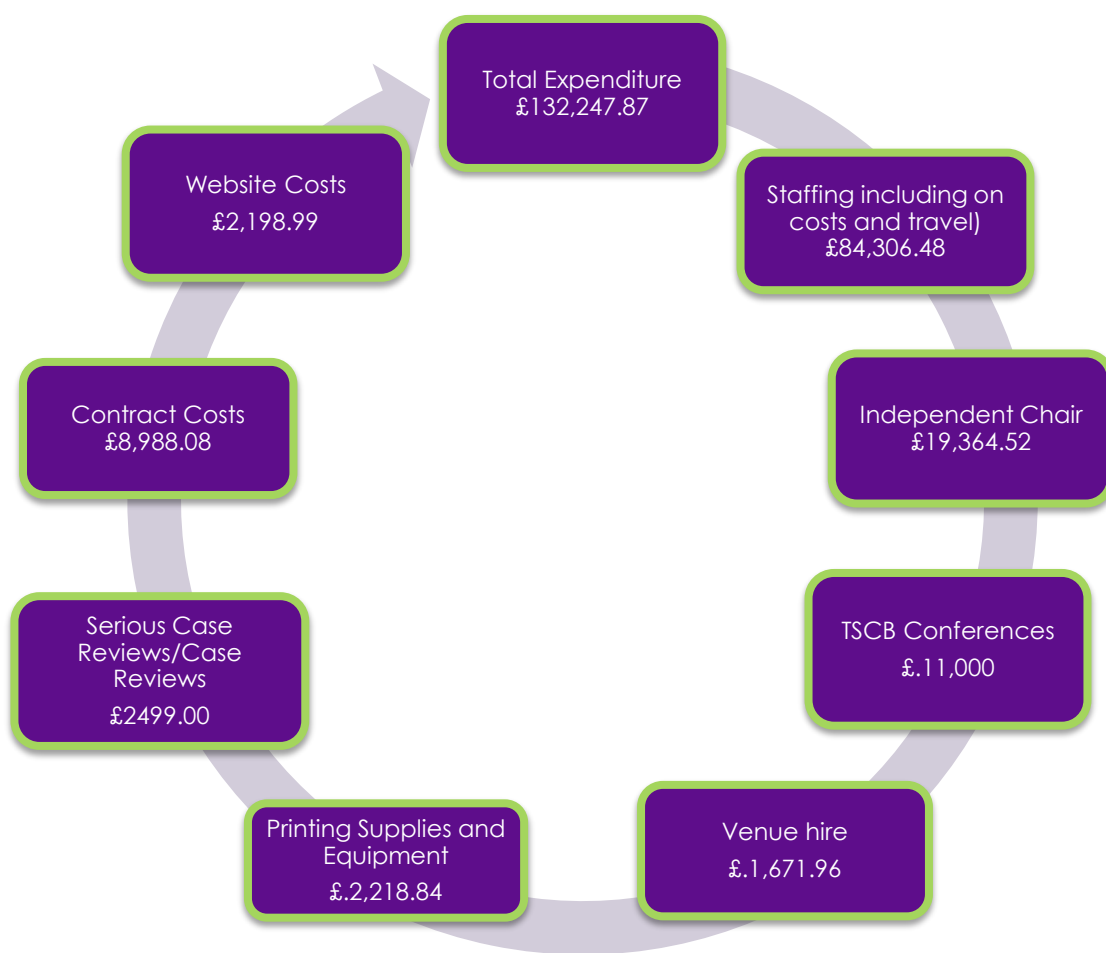 Total Expenditure
£132,247.87
Staffing including on
costs and travel)
£84,306.48
Independent Chair
£19,364.52
TSCB Conferences
£.11,000
Venue hire
£.1,671.96
Printing Supplies and
Equipment
£.2,218.84
Serious Case
Reviews/Case
Reviews
£2499.00
Contract Costs
£8,988.08
Website Costs
£2,198.99